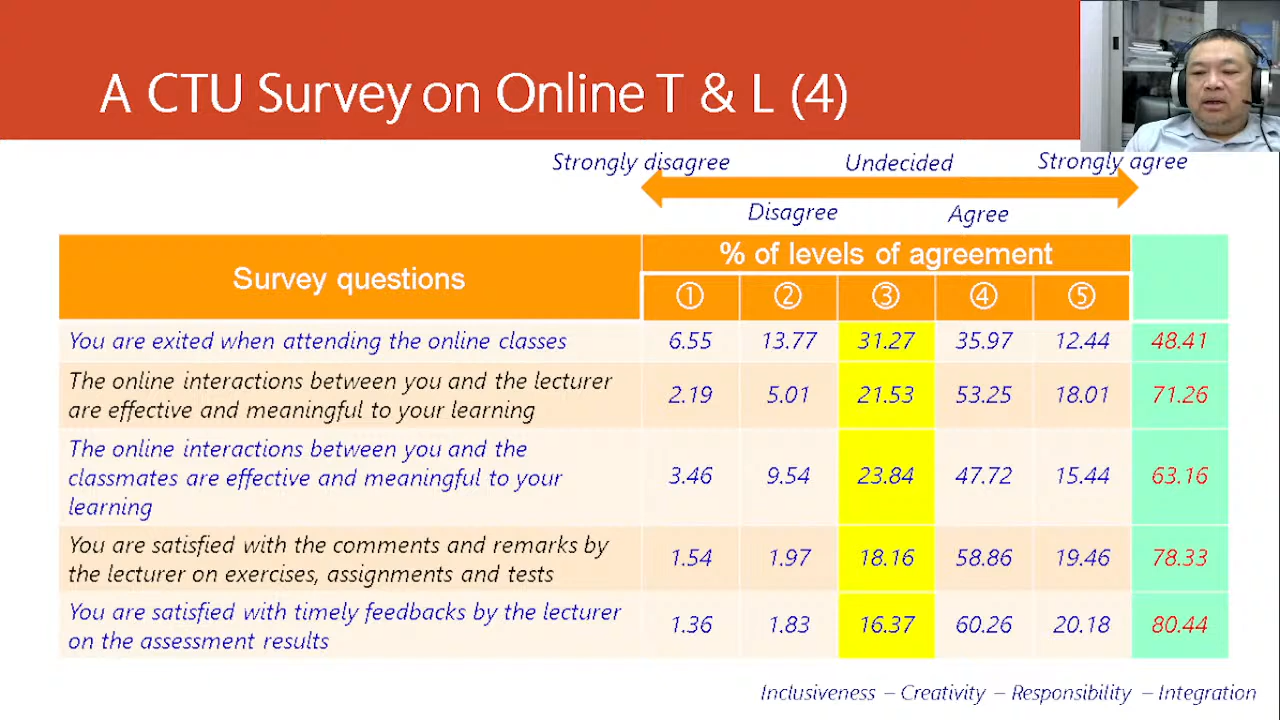 A CTU Survey on Online T & L (4)
Strongly disagree Undecided Strongly agree
Disagree Agree
Survey questions
% of levels of agreement
① ② ③ ④ ⑤
You are exited when attending the online classes 6.55 13.77 31.27 35.97 12.44 48.41
The online interactions between you and the lecturer
are effective and meaningful to your learning
2.19 5.01 21.53 53.25 18.01 71.26
The online interactions between you and the
classmates are effective and meaningful to your
learning
3.46 9.54 23.84 47.72 15.44 63.16
You are satisfied with the comments and remarks by
the lecturer on exercises, assignments and tests
1.54 1.97 18.16 58.86 19.46 78.33
You are satisfied with timely feedbacks by the lecturer
on the assessment results
1.36 1.83 16.37 60.26 20.18 80.44
Inclusiveness – Creativity – Responsibility – Integration